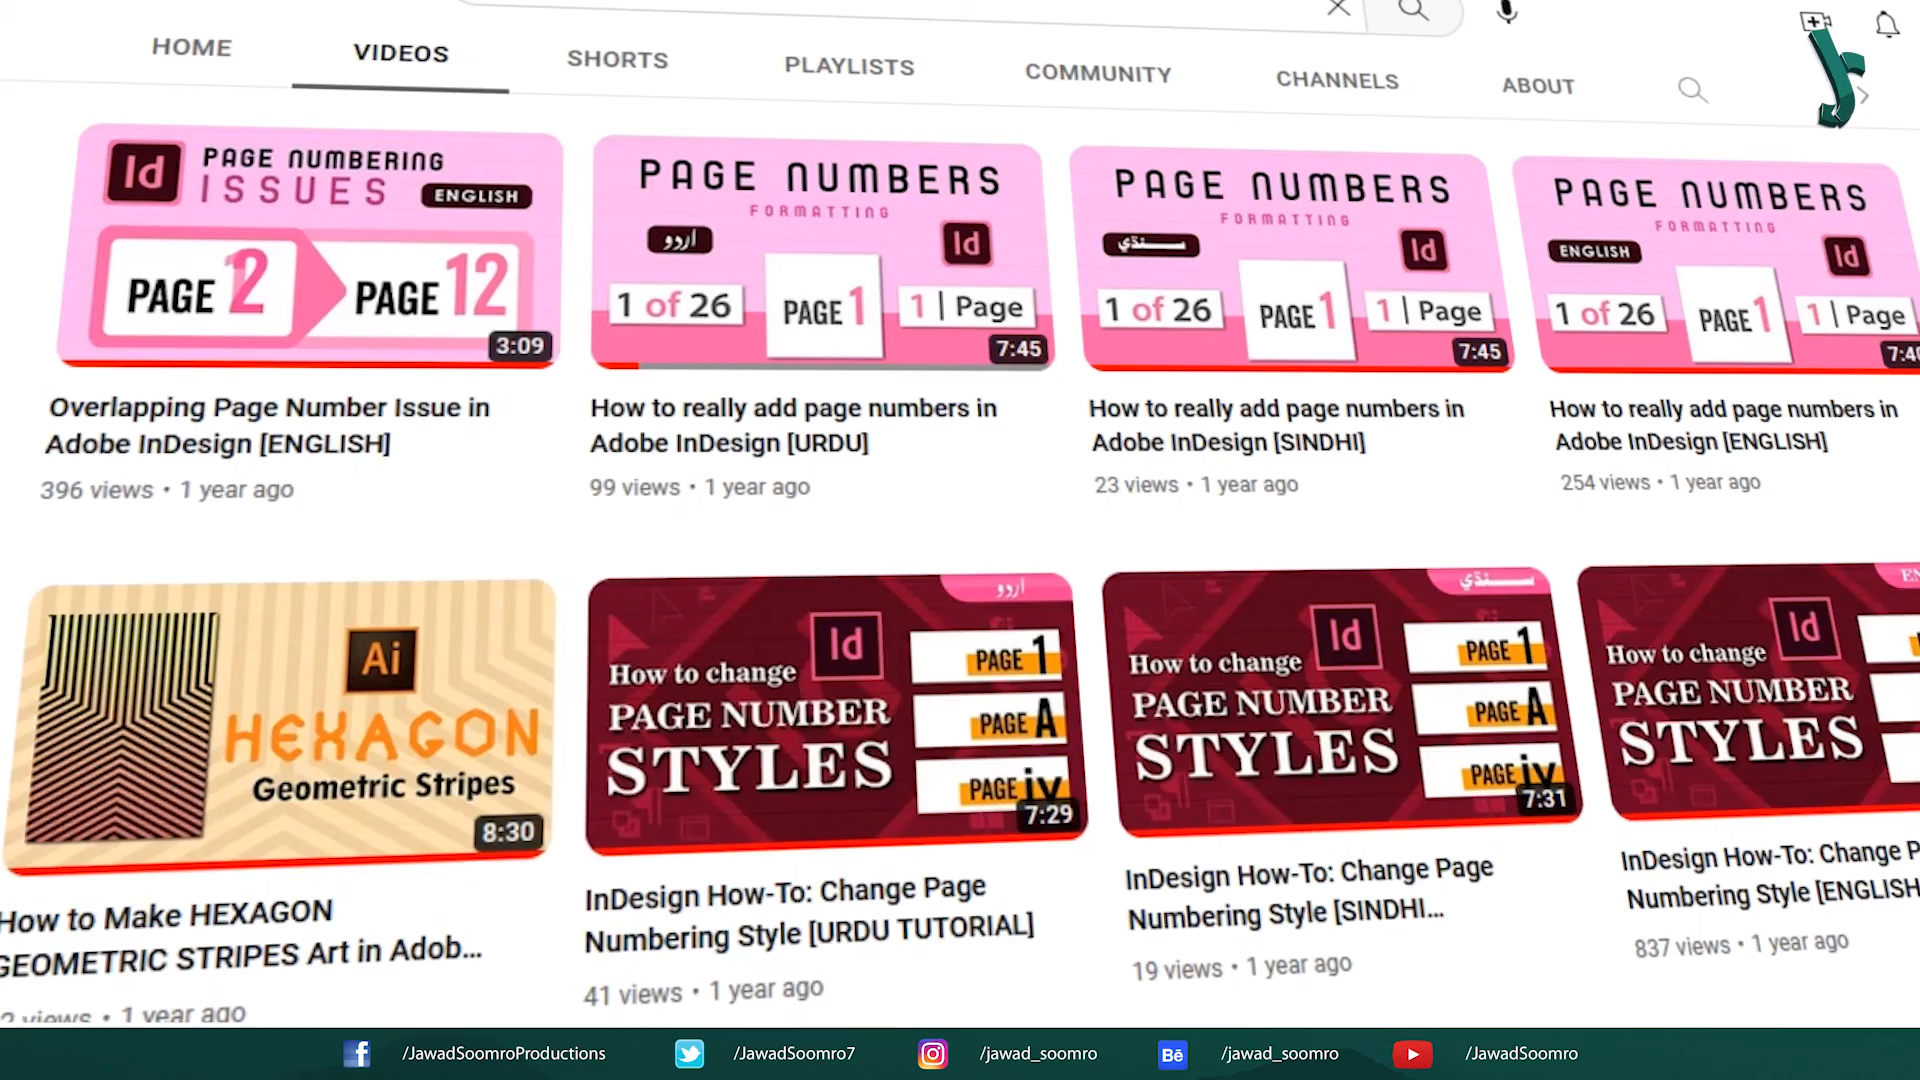 HOME
VIDEOS
SHORTS
PLAYLISTS
COMMUNITY
CHANNELS
ABOUT
Id
PAGE NUMBERING
ISSUES
ENGLISH
PAGE 2
PAGE 12
3:09
Overlapping Page Number Issue in
Adobe InDesign [ENGLISH]
396 views • 1 year ago
PAGE NUMBERS
FORMATTING
اردو
Id
1 of 26
PAGE 1
1 | Page
7:45
How to really add page numbers in
Adobe InDesign [URDU]
99 views • 1 year ago
PAGE NUMBERS
FORMATTING
سنڌي
Id
1 of 26
PAGE 1
1 | Page
7:45
How to really add page numbers in
Adobe InDesign [SINDHI]
23 views • 1 year ago
PAGE NUMBERS
FORMATTING
ENGLISH
Id
1 of 26
PAGE 1
1 | Page
How to really add page numbers in
Adobe InDesign [ENGLISH]
254 views • 1 year ago
Ai
HEXAGON
Geometric Stripes
8:30
How to Make HEXAGON
GEOMETRIC STRIPES Art in Adob...
views • 1 year ago
اردو
Id
How to change
PAGE NUMBER
STYLES
PAGE 1
PAGE A
PAGE iv
7:29
InDesign How-To: Change Page
Numbering Style [URDU TUTORIAL]
41 views • 1 year ago
سنڌي
Id
How to change
PAGE NUMBER
STYLES
PAGE 1
PAGE A
PAGE iv
7:31
InDesign How-To: Change Page
Numbering Style [SINDHI...
19 views • 1 year ago
Id
How to change
PAGE NUMBER
STYLES
InDesign How-To: Change P
Numbering Style [ENGLISH
837 views • 1 year ago
/JawadSoomroProductions
/JawadSoomro7
/jawad_soomro
Bē
/jawad_soomro
/JawadSoomro